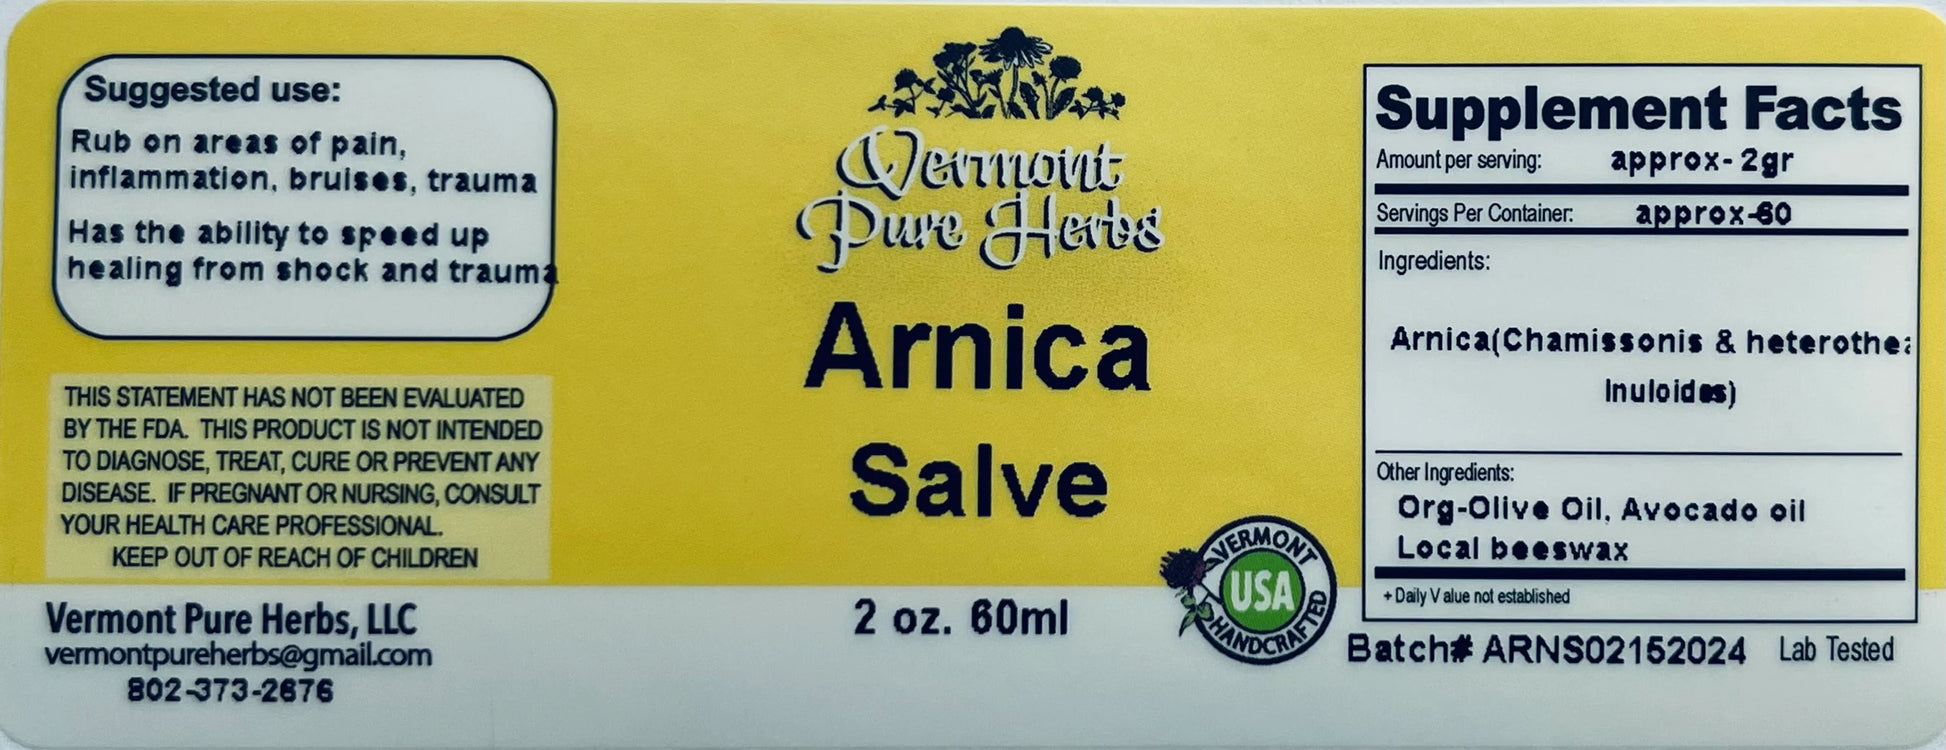 Suggested use:
Rub on areas of pain,
inflammation, bruises, trauma
Has the ability to speed up
healing from shock and trauma
THIS STATEMENT HAS NOT BEEN EVALUATED
BY THE FDA. THIS PRODUCT IS NOT INTENDED
TO DIAGNOSE, TREAT, CURE OR PREVENT ANY
DISEASE. IF PREGNANT OR NURSING, CONSULT
YOUR HEALTH CARE PROFESSIONAL.
KEEP OUT OF REACH OF CHILDREN
Vermont Pure Herbs, LLC
vermontpureherbs@gmail.com
802-373-2676
Vermont
Pure Herbs
Arnica
Salve
2 oz. 60ml
VERMONT
USA
HANDCRAFTED
Supplement Facts
Amount per serving: approx- 2gr
Servings Per Container: approx-60
Ingredients:
Arnica(Chamissonis & heterothea
Inuloides)
Other Ingredients:
Org-Olive Oil, Avocado oil
Local beeswax
+ Daily Value not established
Batch# ARNS02152024 Lab Tested